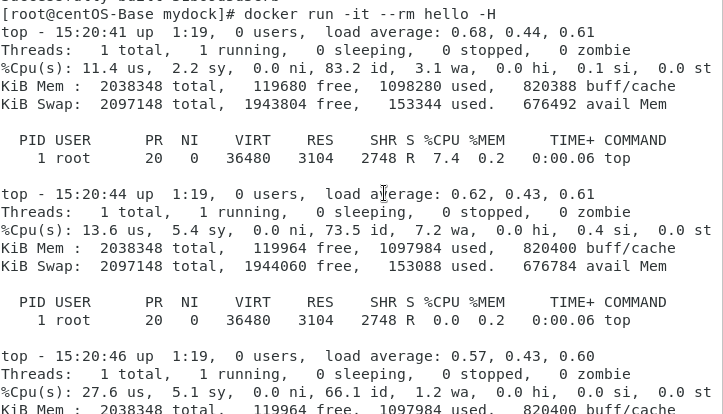 [root@centOS-Base mydock]# docker run -it --rm hello -H
top - 15:20:41 up  1:19,  0 users,  load average: 0.68, 0.44, 0.61
Threads:   1 total,   1 running,   0 sleeping,   0 stopped,   0 zombie
%Cpu(s): 11.4 us,  2.2 sy,  0.0 ni, 83.2 id,  3.1 wa,  0.0 hi,  0.1 si,  0.0 st
KiB Mem :  2038348 total,   119680 free,  1098280 used,   820388 buff/cache
KiB Swap:  2097148 total,  1943804 free,   153344 used.   676492 avail Mem
  PID USER      PR  NI    VIRT    RES    SHR S %CPU %MEM     TIME+ COMMAND
    1 root      20   0   36480   3104   2748 R  7.4  0.2   0:00.06 top
top - 15:20:44 up  1:19,  0 users,  load average: 0.62, 0.43, 0.61
Threads:   1 total,   1 running,   0 sleeping,   0 stopped,   0 zombie
%Cpu(s): 13.6 us,  5.4 sy,  0.0 ni, 73.5 id,  7.2 wa,  0.0 hi,  0.4 si,  0.0 st
KiB Mem :  2038348 total,   119964 free,  1097984 used,   820400 buff/cache
KiB Swap:  2097148 total,  1944060 free,   153088 used.   676784 avail Mem
  PID USER      PR  NI    VIRT    RES    SHR S %CPU %MEM     TIME+ COMMAND
    1 root      20   0   36480   3104   2748 R  0.0  0.2   0:00.06 top
top - 15:20:46 up  1:19,  0 users,  load average: 0.57, 0.43, 0.60
Threads:   1 total,   1 running,   0 sleeping,   0 stopped,   0 zombie
%Cpu(s): 27.6 us,  5.1 sy,  0.0 ni, 66.1 id,  1.2 wa,  0.0 hi,  0.0 si,  0.0 st
KiB Mem :  2038348 total,   119964 free,  1097984 used,   820400 buff/cache